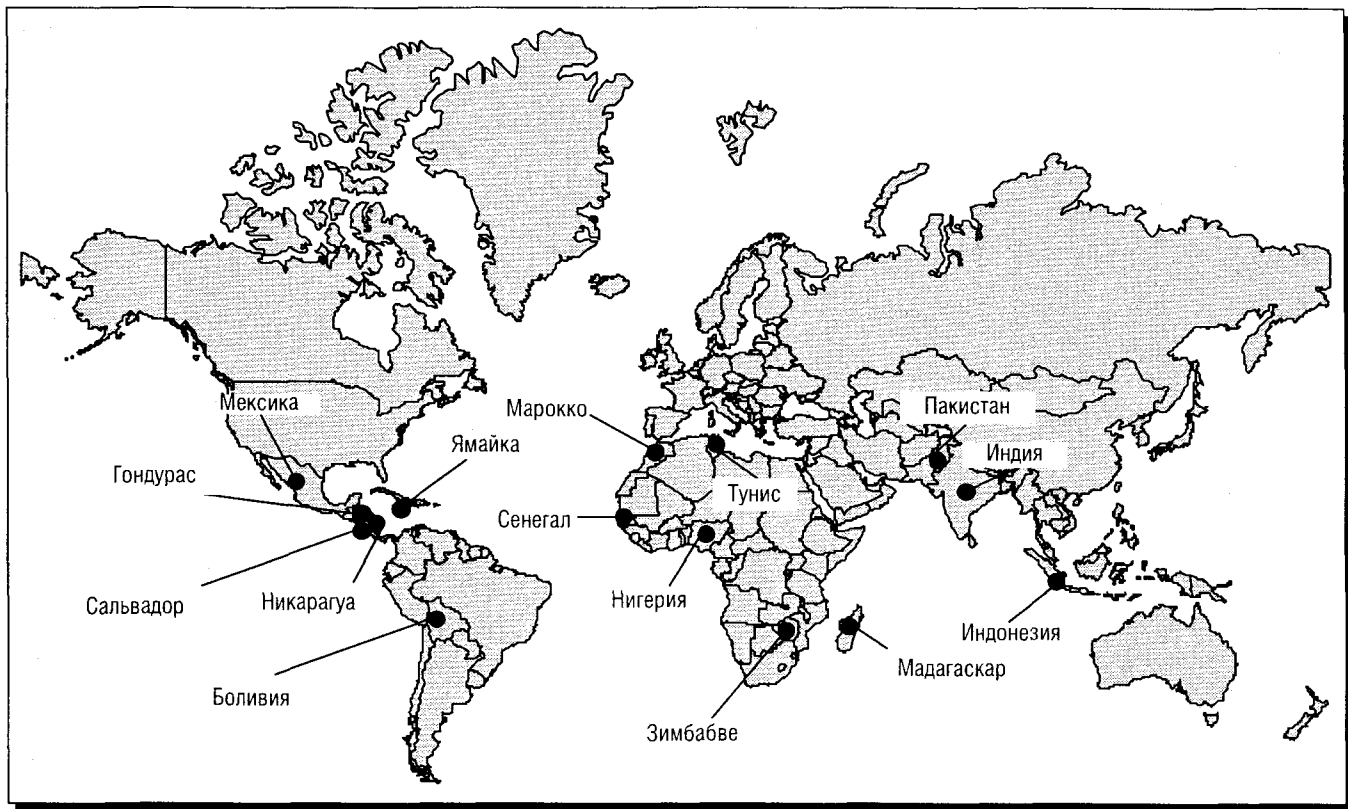 Мексика
Марокко
Пакистан
Ямайка
Индия
Гондурас
Тунис
Сенегал
Сальвадор
Никарагуа
Нигерия
Индонезия
Мадагаскар
Боливия
Зимбабве